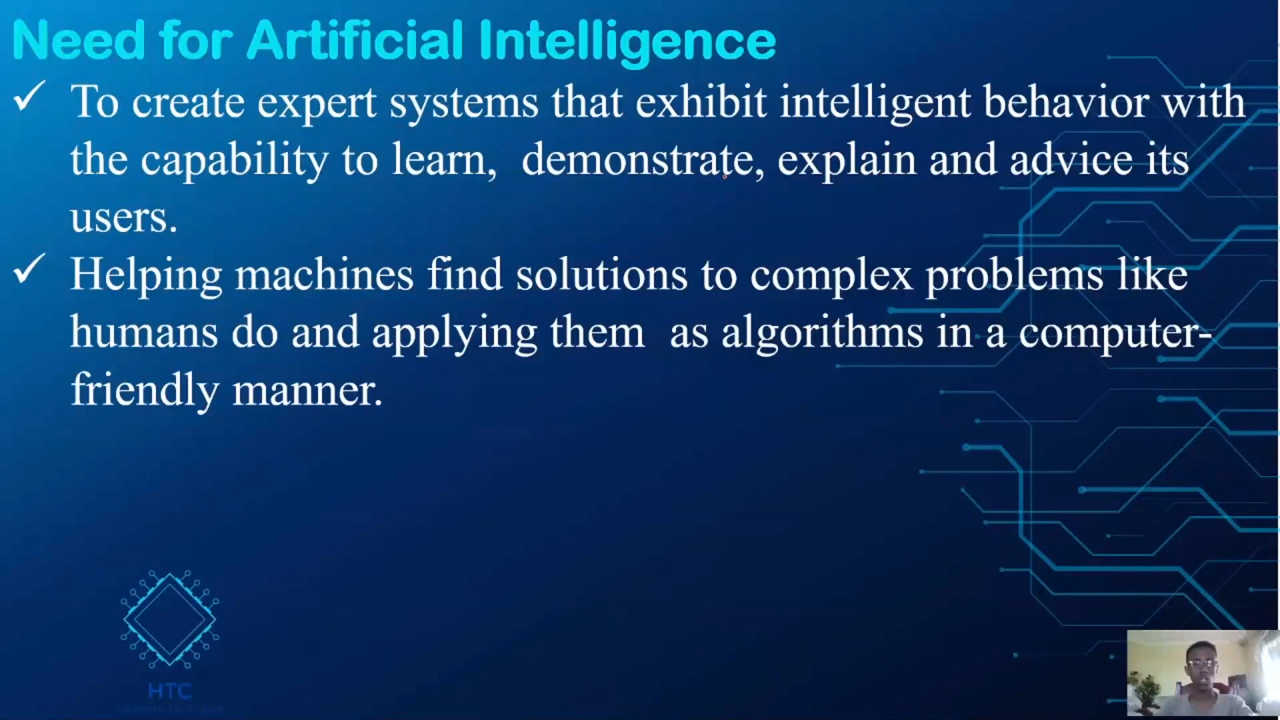 Need for Artificial Intelligence
✓ To create expert systems that exhibit intelligent behavior with
the capability to learn, demonstrate, explain and advice its
users.
✓ Helping machines find solutions to complex problems like
humans do and applying them as algorithms in a computer-
friendly manner.
HTC